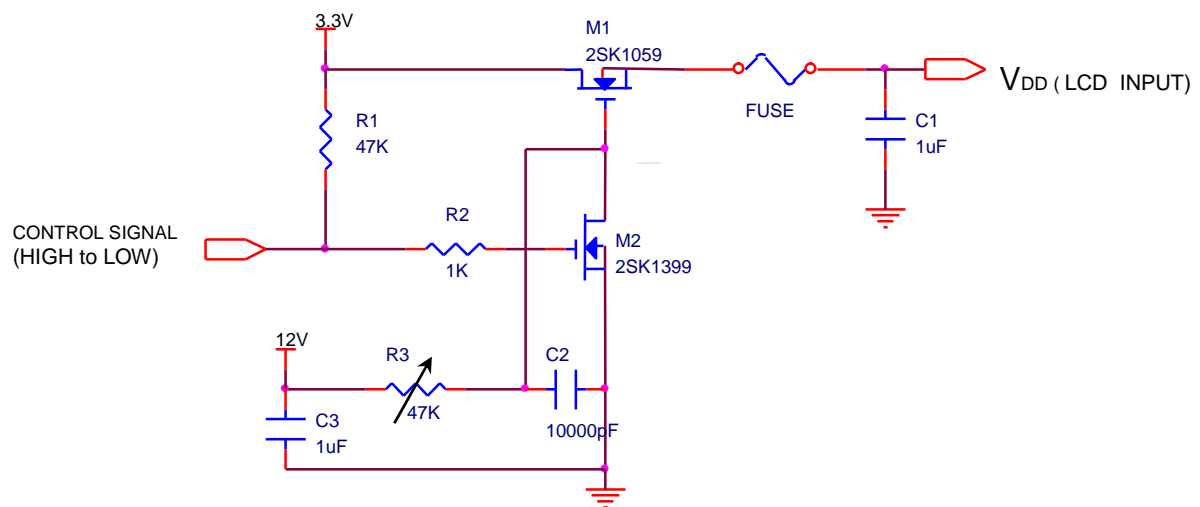 3.3V
M1
2SK1059
FUSE
VDD ( LCD INPUT)
R1
47K
C1
1uF
CONTROL SIGNAL
(HIGH to LOW)
R2
1K
M2
2SK1399
12V
R3
47K
C2
10000pF
C3
1uF